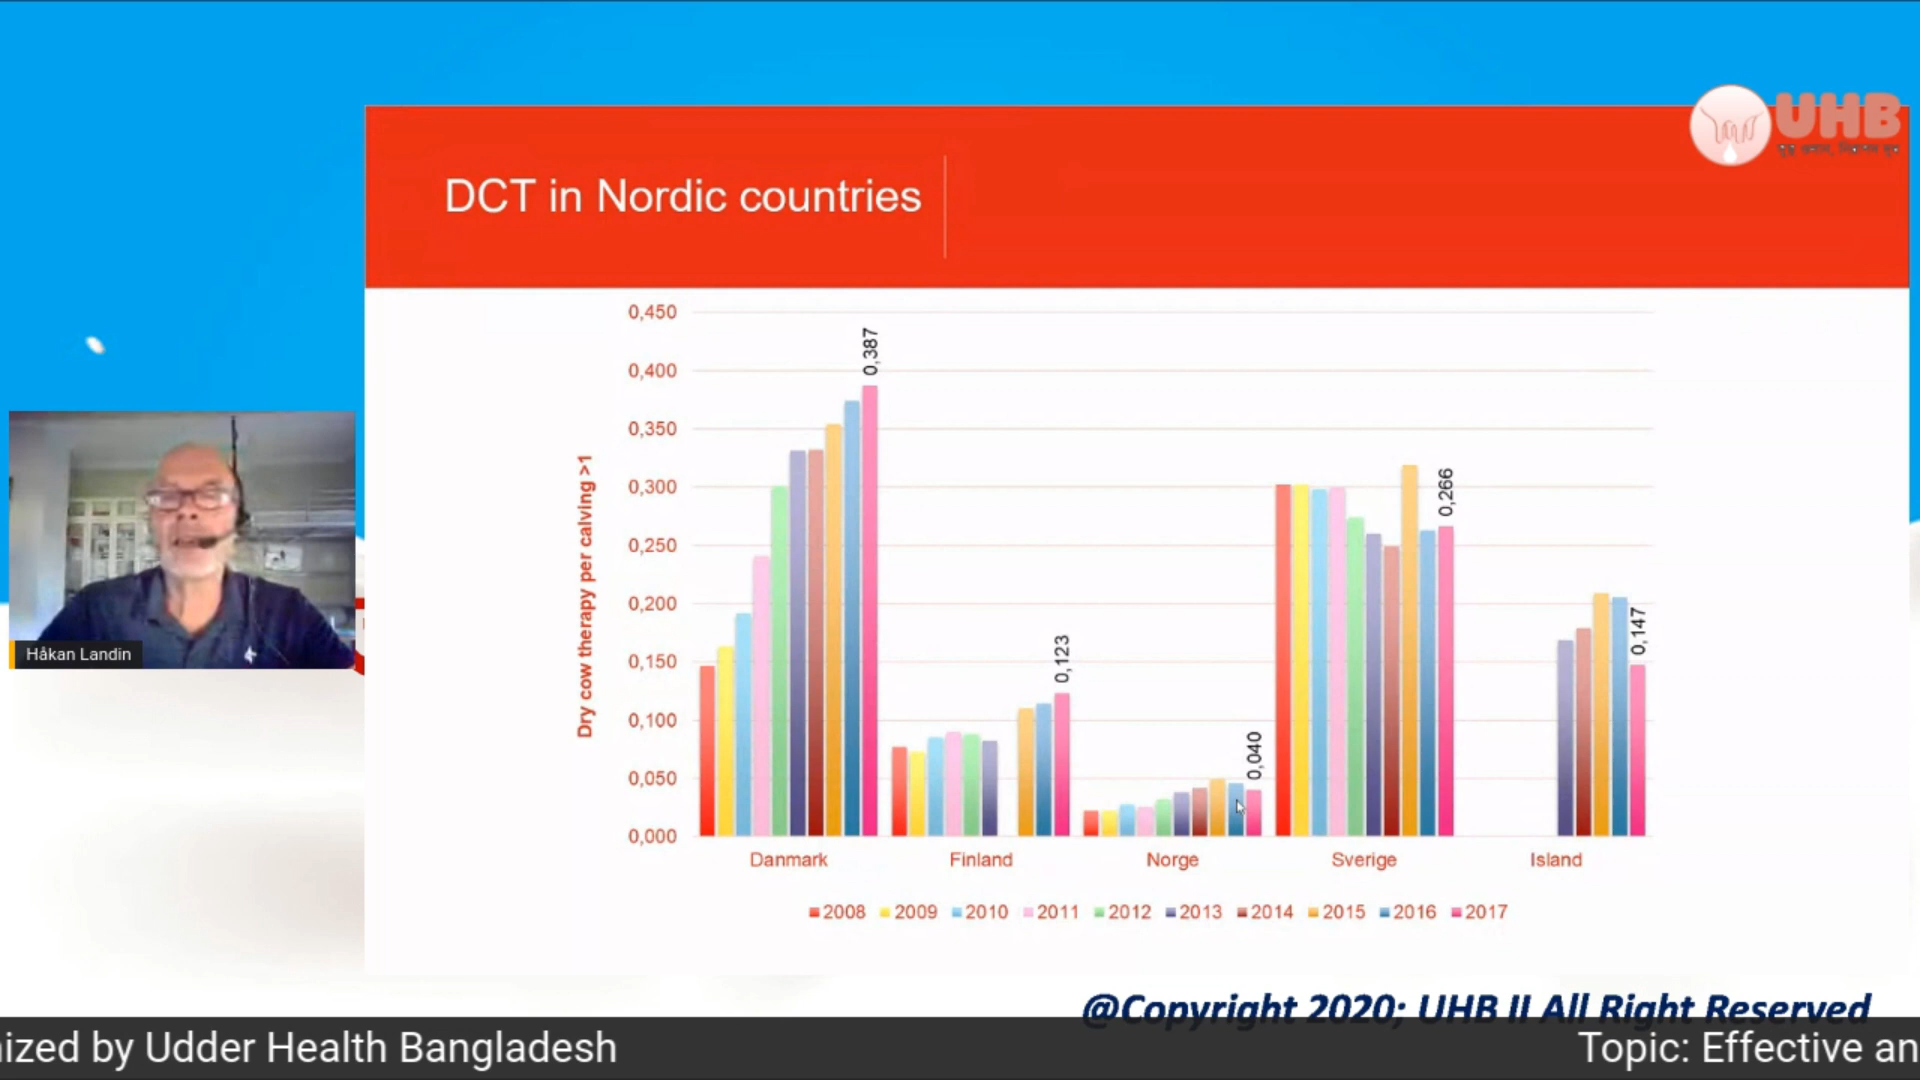 UHB
DCT in Nordic countries
0,450
0,400
0,350
0,300
0,250
0,200
0,150
0,100
0,050
0,000
Dry cow therapy per calving >1
0,387
0,123
0,040
0,266
0,147
Danmark Finland Norge Sverige Island
2008 2009 2010 2011 2012 2013 2014 2015 2016 2017
Håkan Landin
@Copyright 2020; UHB II All Right Reserved
nized by Udder Health Bangladesh Topic: Effective an